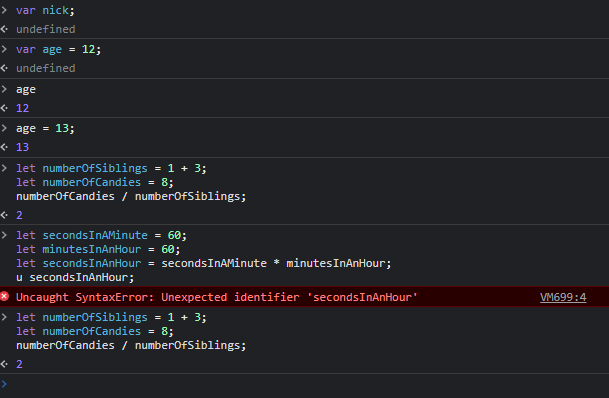 var nick;
undefined
var age = 12;
undefined
age
12
age = 13;
13
let numberOfSiblings = 1 + 3;
let numberOfCandies = 8;
numberOfCandies / numberOfSiblings;
2
let secondsInAMinute = 60;
let minutesInAnHour = 60;
let secondsInAnHour = secondsInAMinute * minutesInAnHour;
u secondsInAnHour;
Uncaught SyntaxError: Unexpected identifier 'secondsInAnHour' VM699:4
let numberOfSiblings = 1 + 3;
let numberOfCandies = 8;
numberOfCandies / numberOfSiblings;
2